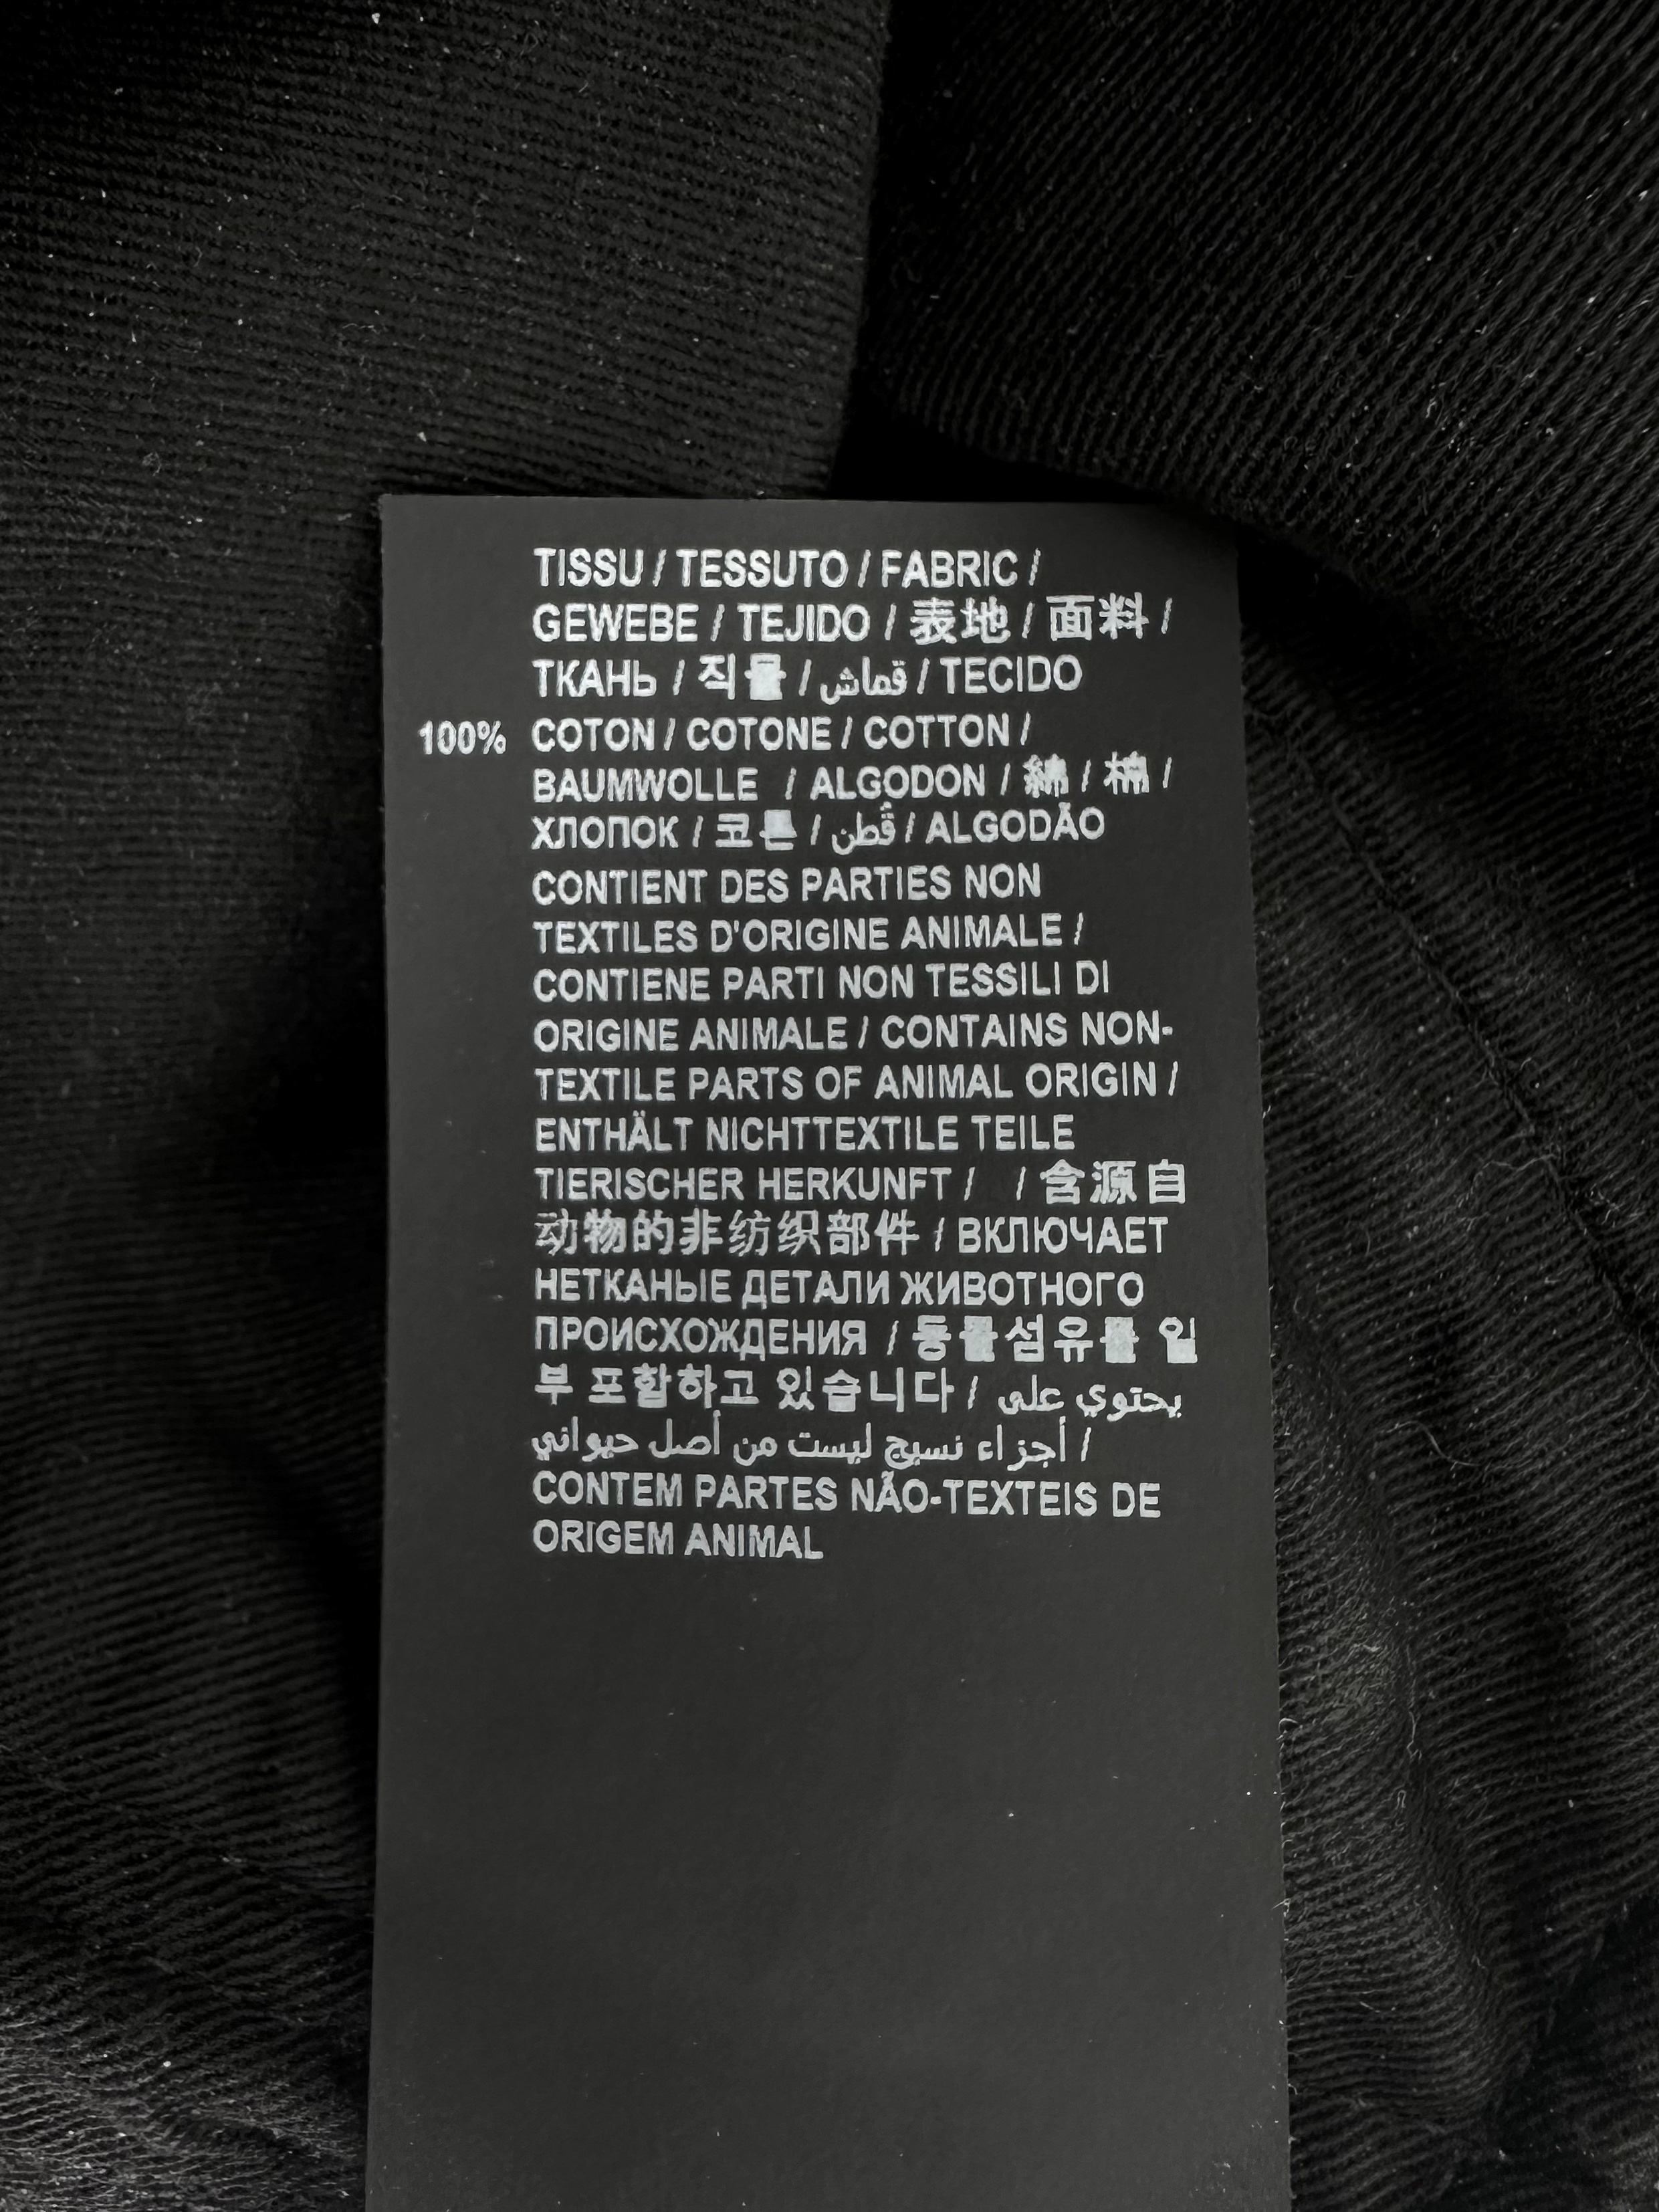 TISSU / TESSUTO / FABRIC /
GEWEBE / TEJIDO / 表地 / 面料 /
ТКАНЬ / 직물 / قماش / TECIDO
100% COTON / COTONE / COTTON /
BAUMWOLLE / ALGODON / 綿 / 棉 /
ХЛОПОК / 코튼 / قُطن / ALGODÃO
CONTIENT DES PARTIES NON
TEXTILES D'ORIGINE ANIMALE /
CONTIENE PARTI NON TESSILI DI
ORIGINE ANIMALE / CONTAINS NON-
TEXTILE PARTS OF ANIMAL ORIGIN /
ENTHÄLT NICHTTEXTILE TEILE
TIERISCHER HERKUNFT / / 含源自
动物的非纺织部件 / ВКЛЮЧАЕТ
НЕТКАНЫЕ ДЕТАЛИ ЖИВОТНОГО
ПРОИСХОЖДЕНИЯ / 동물섬유를 일
부 포함하고 있습니다 / يحتوي على
أجزاء نسيج ليست من أصل حيواني /
CONTEM PARTES NÃO-TEXTEIS DE
ORIGEM ANIMAL